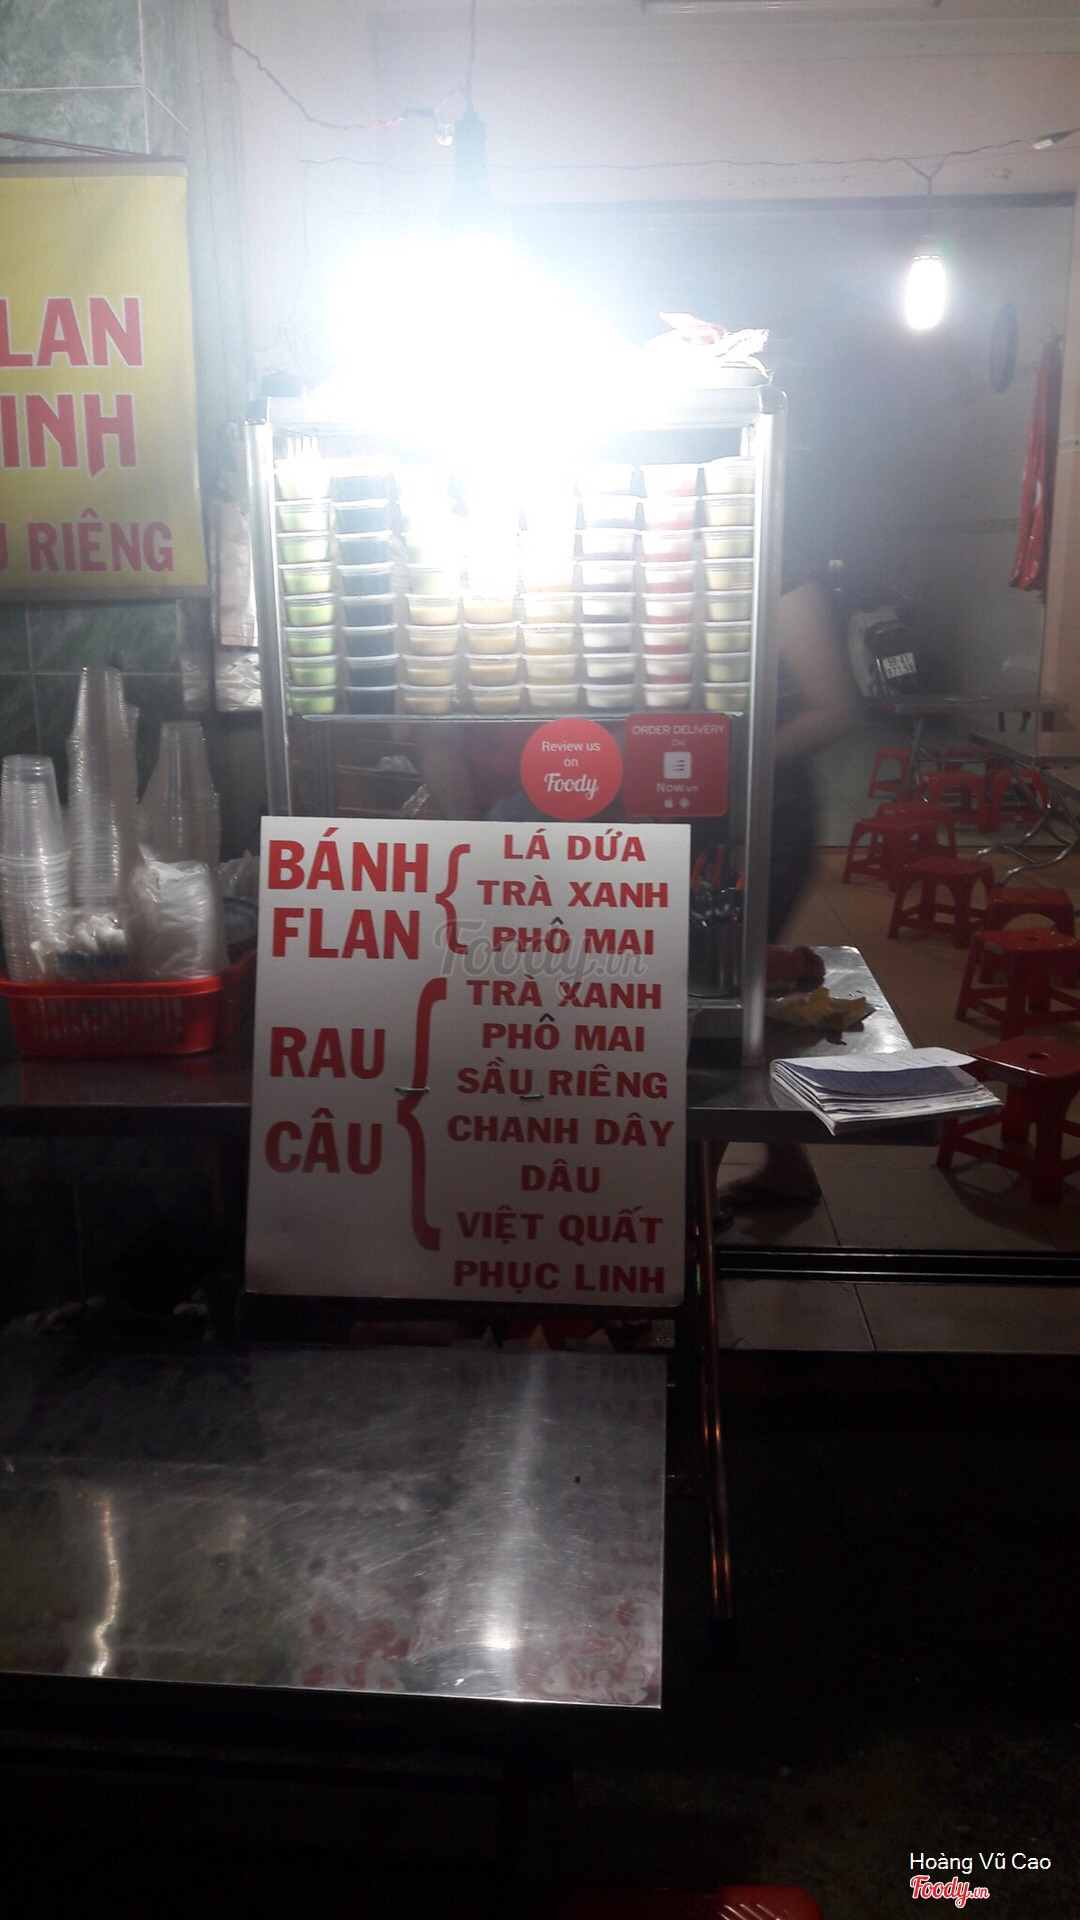 LAN
INH
RIÊNG
Review us
on
Foody
ORDER DELIVERY
ON
Now.vn
BÁNH FLAN
LÁ DỨA
TRÀ XANH
PHÔ MAI
RAU CÂU
TRÀ XANH
PHÔ MAI
SẦU RIÊNG
CHANH DÂY
DÂU
VIỆT QUẤT
PHỤC LINH
Foody.vn
Hoàng Vũ Cao
Foody.vn